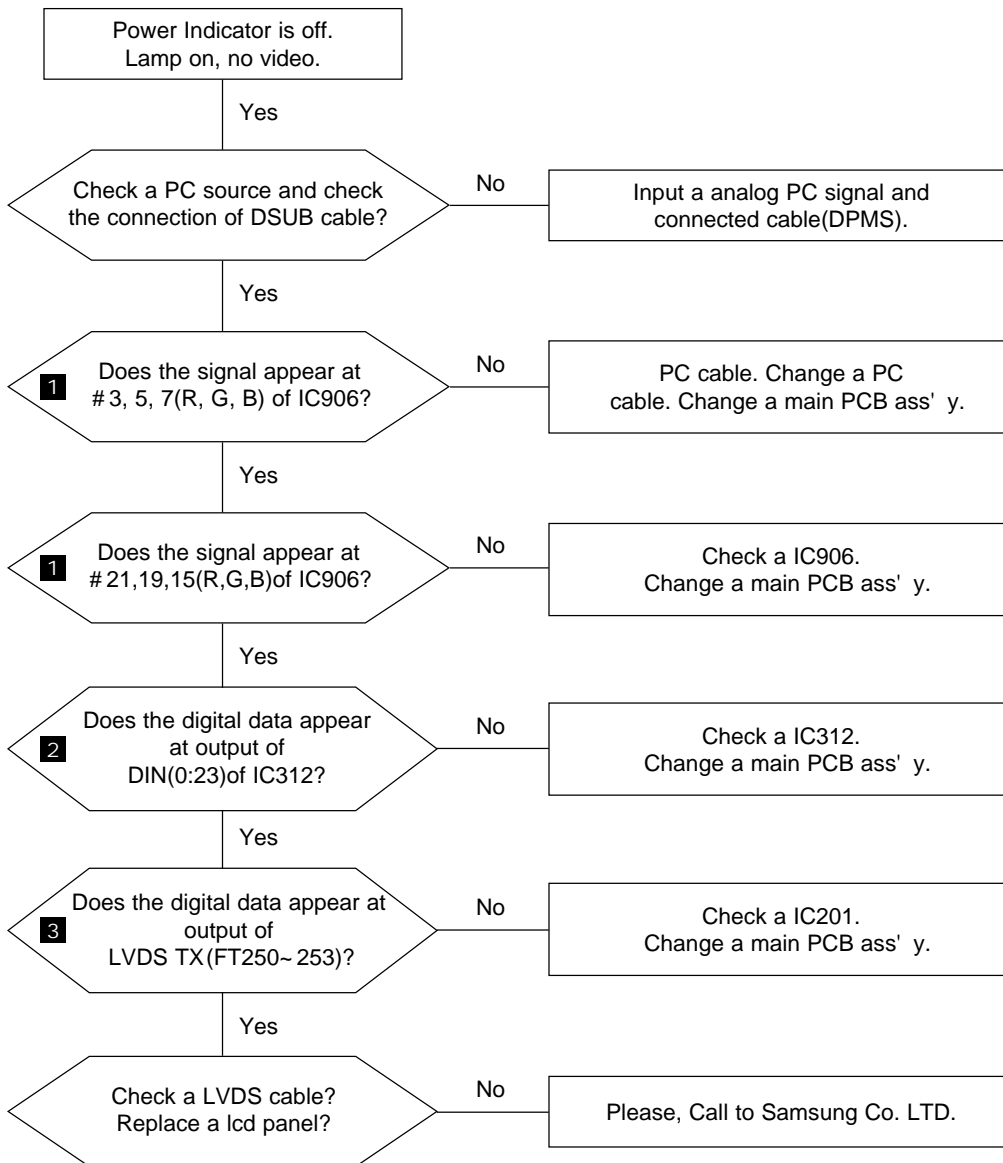 Power Indicator is off.
Lamp on, no video.
Yes
Check a PC source and check
the connection of DSUB cable?
No
Input a analog PC signal and
connected cable(DPMS).
Yes
1
Does the signal appear at
# 3, 5, 7(R, G, B) of IC906?
No
PC cable. Change a PC
cable. Change a main PCB ass' y.
Yes
1
Does the signal appear at
# 21,19,15(R,G,B)of IC906?
No
Check a IC906.
Change a main PCB ass' y.
Yes
2
Does the digital data appear
at output of
DIN(0:23)of IC312?
No
Check a IC312.
Change a main PCB ass' y.
Yes
3
Does the digital data appear at
output of
LVDS TX(FT250~ 253)?
No
Check a IC201.
Change a main PCB ass' y.
Yes
Check a LVDS cable?
Replace a lcd panel?
No
Please, Call to Samsung Co. LTD.